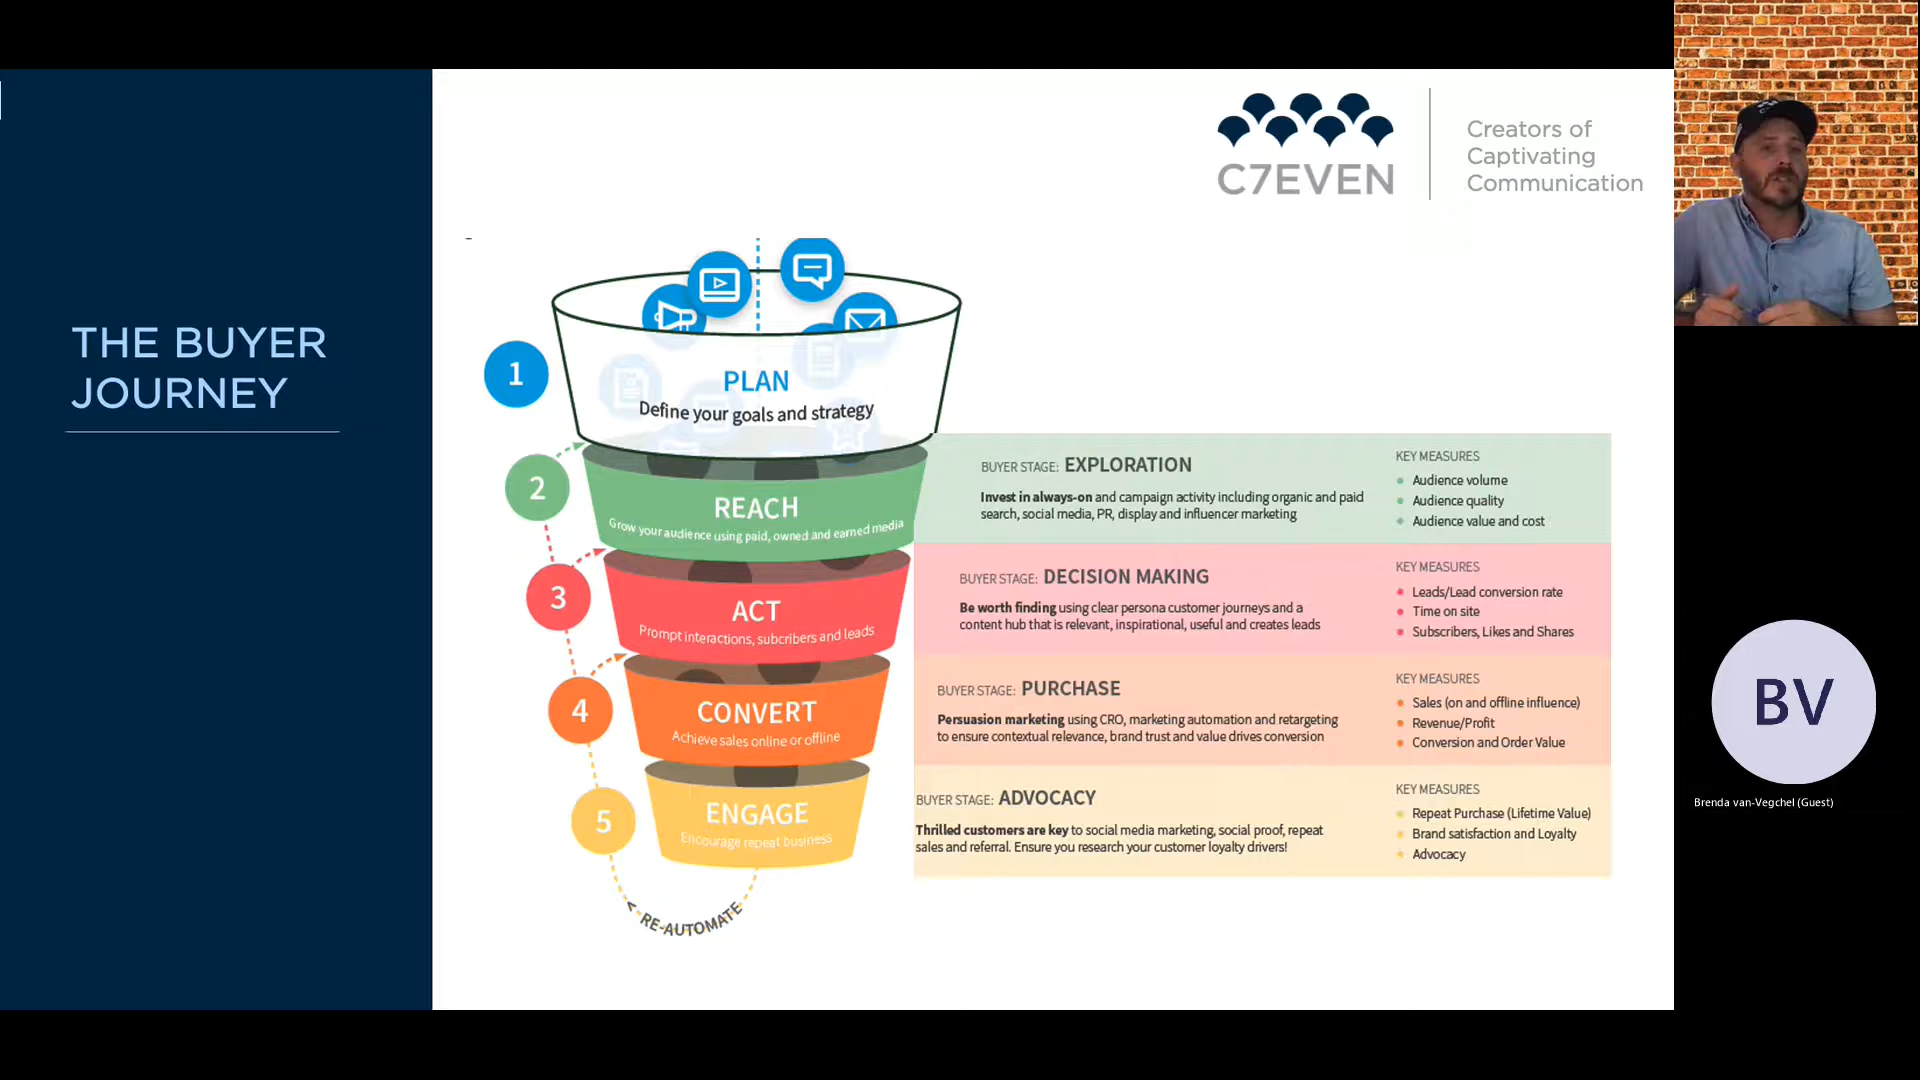 THE BUYER
JOURNEY
C7EVEN
Creators of
Captivating
Communication
1
PLAN
Define your goals and strategy
2
REACH
Grow your audience using paid, owned and earned media
BUYER STAGE: EXPLORATION
Invest in always-on and campaign activity including organic and paid
search, social media, PR, display and influencer marketing
KEY MEASURES
Audience volume
Audience quality
Audience value and cost
3
ACT
Prompt interactions, subcribers and leads
BUYER STAGE: DECISION MAKING
Be worth finding using clear persona customer journeys and a
content hub that is relevant, inspirational, useful and creates leads
KEY MEASURES
Leads/Lead conversion rate
Time on site
Subscribers, Likes and Shares
4
CONVERT
Achieve sales online or offline
BUYER STAGE: PURCHASE
Persuasion marketing using CRO, marketing automation and retargeting
to ensure contextual relevance, brand trust and value drives conversion
KEY MEASURES
Sales (on and offline influence)
Revenue/Profit
Conversion and Order Value
5
ENGAGE
Encourage repeat business
BUYER STAGE: ADVOCACY
Thrilled customers are key to social media marketing, social proof, repeat
sales and referral. Ensure you research your customer loyalty drivers!
KEY MEASURES
Repeat Purchase (Lifetime Value)
Brand satisfaction and Loyalty
Advocacy
< RE-AUTOMATE
BV
Brenda van-Vegchel (Guest)